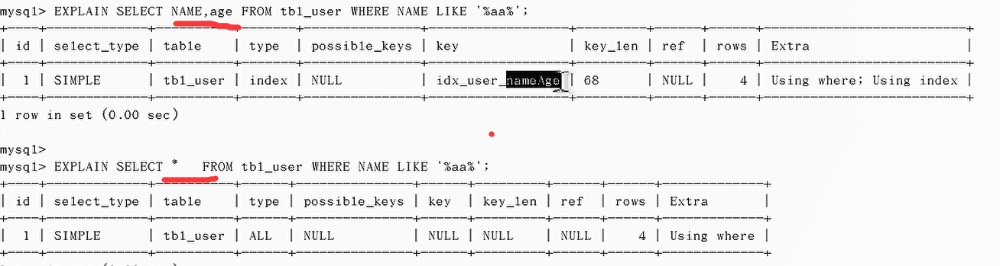 mysql> EXPLAIN SELECT NAME,age FROM tbl_user WHERE NAME LIKE '%aa%';
+----+-------------+----------+-------+---------------+------------------+---------+------+------+--------------------------+
| id | select_type | table | type | possible_keys | key | key_len | ref | rows | Extra |
+----+-------------+----------+-------+---------------+------------------+---------+------+------+--------------------------+
| 1 | SIMPLE | tbl_user | index | NULL | idx_user_nameAge | 68 | NULL | 4 | Using where; Using index |
+----+-------------+----------+-------+---------------+------------------+---------+------+------+--------------------------+
1 row in set (0.00 sec)
mysql>
mysql> EXPLAIN SELECT * FROM tbl_user WHERE NAME LIKE '%aa%';
+----+-------------+----------+------+---------------+------+---------+------+------+-------------+
| id | select_type | table | type | possible_keys | key | key_len | ref | rows | Extra |
+----+-------------+----------+------+---------------+------+---------+------+------+-------------+
| 1 | SIMPLE | tbl_user | ALL | NULL | NULL | NULL | NULL | 4 | Using where |
+----+-------------+----------+------+---------------+------+---------+------+------+-------------+